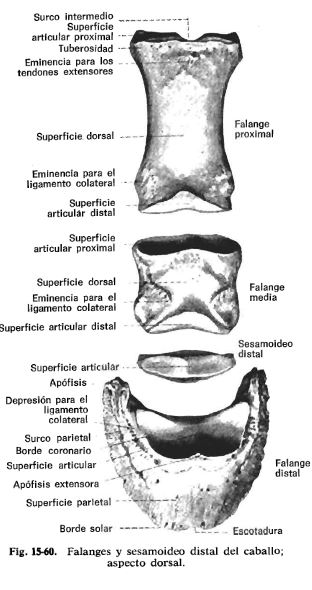 Surco intermedio
Superficie
articular proximal
Tuberosidad
Eminencia para los
tendones extensores
Falange
proximal
Superficie dorsal
Eminencia para el
ligamento colateral
Superficie
articular distal
Superficie
articular proximal
Superficie dorsal
Falange
media
Eminencia para el
ligamento colateral
Superficie articular distal
Sesamoideo
distal
Superficie articular
Apófisis
Depresión para el
ligamento
colateral
Surco parietal
Borde coronario
Superficie articular
Falange
distal
Apófisis extensora
Superficie parietal
Borde solar
Escotadura
Fig. 15-60. Falanges y sesamoideo distal del caballo;
aspecto dorsal.